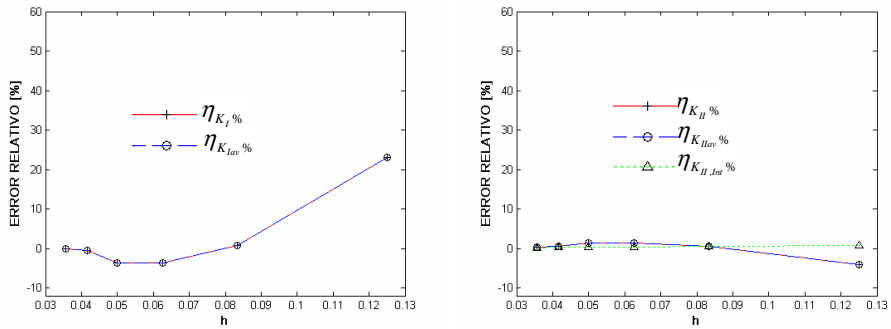 60
50
40
30
20
10
0
-10
ERROR RELATIVO [%]
η_{K_I %}
η_{K_{Iav} %}
0.03 0.04 0.05 0.06 0.07 0.08 0.09 0.1 0.11 0.12 0.13
h
60
50
40
30
20
10
0
-10
ERROR RELATIVO [%]
η_{K_{II} %}
η_{K_{IIav} %}
η_{K_{II,Int} %}
0.03 0.04 0.05 0.06 0.07 0.08 0.09 0.1 0.11 0.12 0.13
h